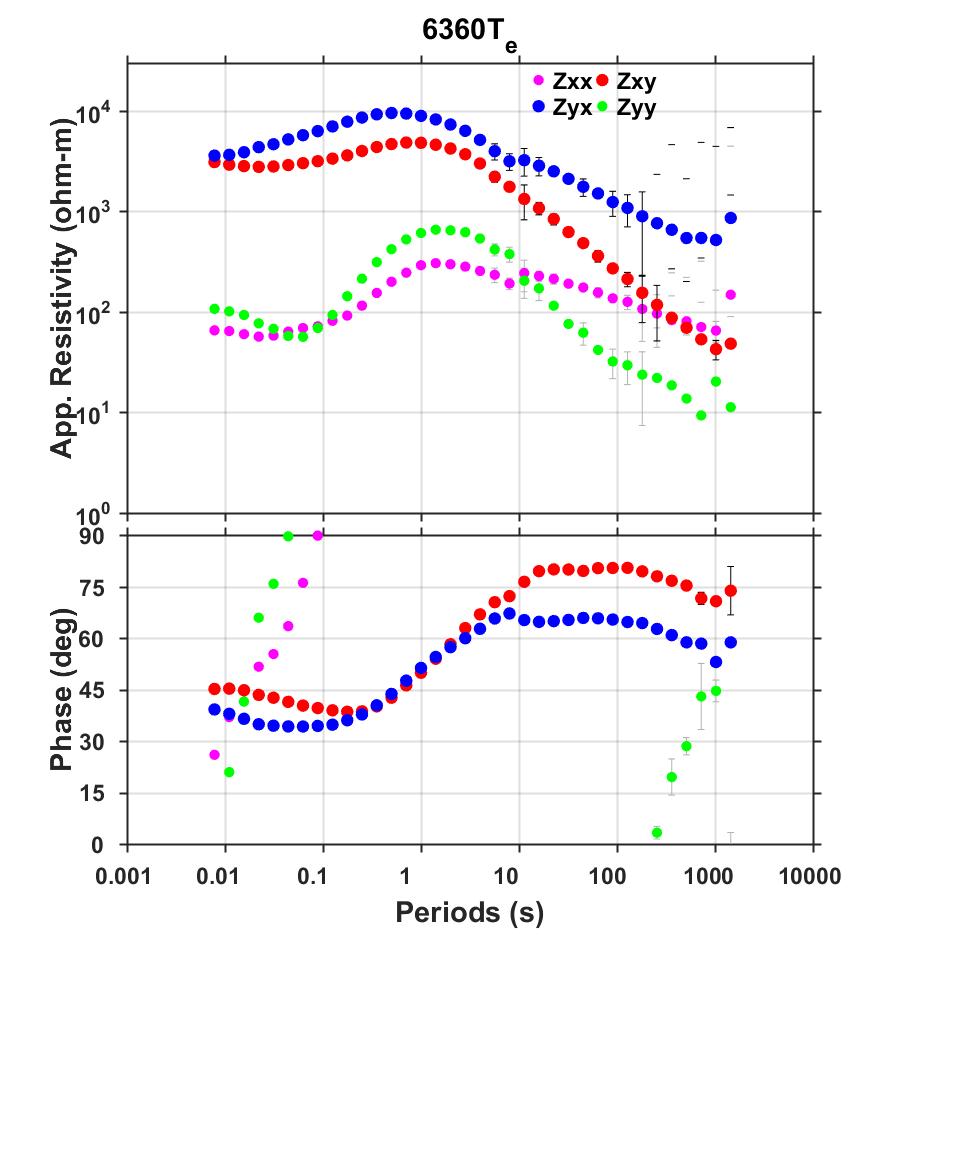 6360Te
Zxx Zxy
Zyx Zyy
App. Resistivity (ohm-m)
10^4
10^3
10^2
10^1
10^0
Phase (deg)
90
75
60
45
30
15
0
0.001 0.01 0.1 1 10 100 1000 10000
Periods (s)